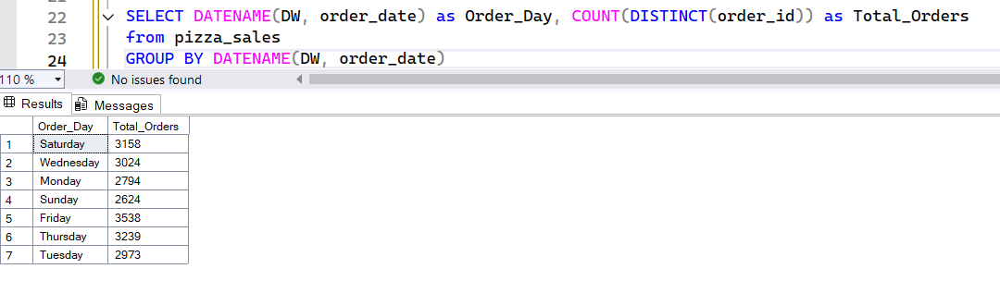 22 SELECT DATENAME(DW, order_date) as Order_Day, COUNT(DISTINCT(order_id)) as Total_Orders
23 from pizza_sales
24 GROUP BY DATENAME(DW, order_date)
110 % No issues found
Results Messages
Order_Day Total_Orders
1 Saturday 3158
2 Wednesday 3024
3 Monday 2794
4 Sunday 2624
5 Friday 3538
6 Thursday 3239
7 Tuesday 2973